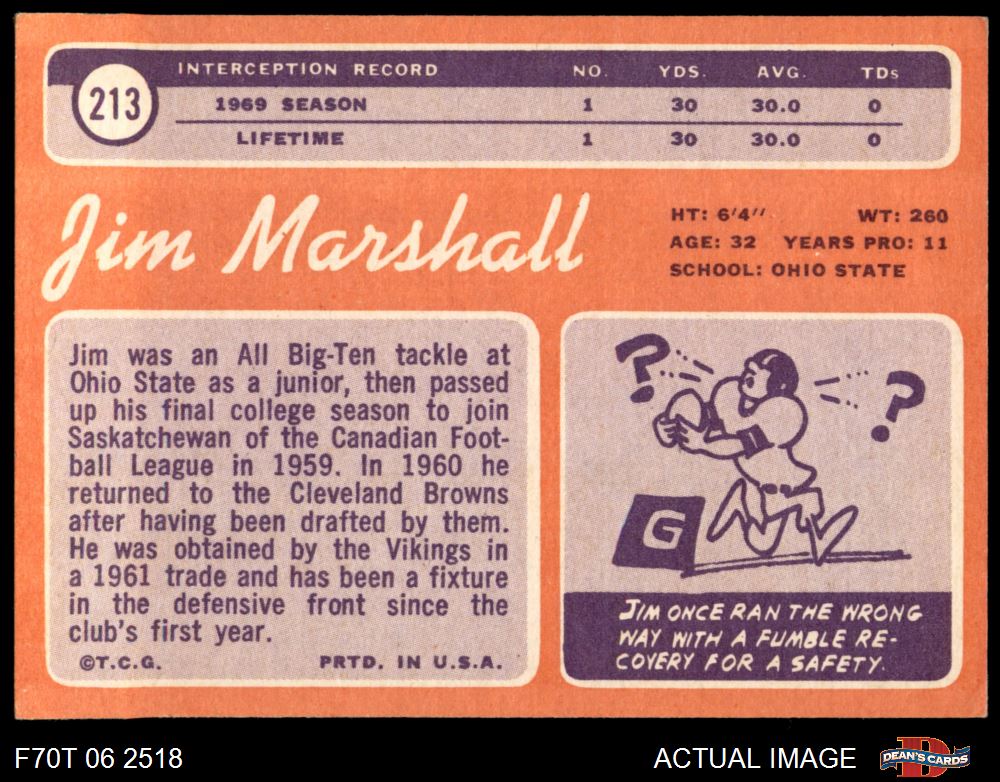 213
INTERCEPTION RECORD NO. YDS. AVG. TDs
1969 SEASON 1 30 30.0 0
LIFETIME 1 30 30.0 0
Jim Marshall
HT: 6'4'' WT: 260
AGE: 32 YEARS PRO: 11
SCHOOL: OHIO STATE
Jim was an All Big-Ten tackle at
Ohio State as a junior, then passed
up his final college season to join
Saskatchewan of the Canadian Foot-
ball League in 1959. In 1960 he
returned to the Cleveland Browns
after having been drafted by them.
He was obtained by the Vikings in
a 1961 trade and has been a fixture
in the defensive front since the
club's first year.
©T.C.G. PRTD. IN U.S.A.
? ?
G
JIM ONCE RAN THE WRONG
WAY WITH A FUMBLE RE-
COVERY FOR A SAFETY.
F70T 06 2518 ACTUAL IMAGE D DEAN'S CARDS